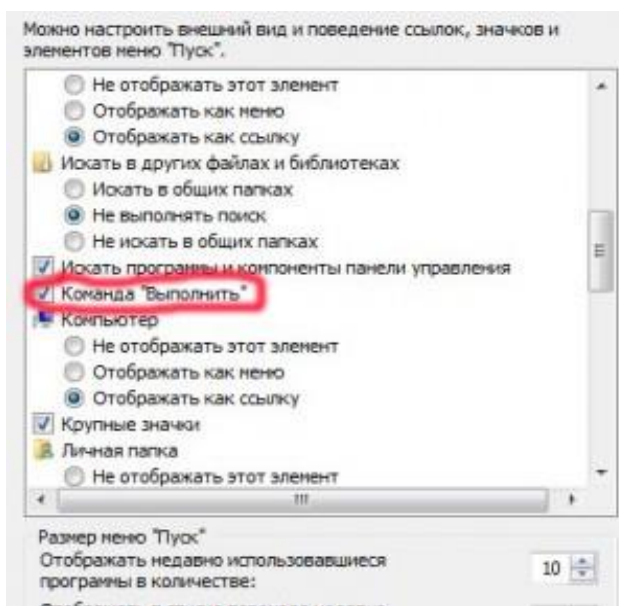 Можно настроить внешний вид и поведение ссылок, значков и
элементов меню "Пуск".
Не отображать этот элемент
Отображать как меню
Отображать как ссылку
Искать в других файлах и библиотеках
Искать в общих папках
Не выполнять поиск
Не искать в общих папках
Искать программы и компоненты панели управления
Команда "Выполнить"
Компьютер
Не отображать этот элемент
Отображать как меню
Отображать как ссылку
Крупные значки
Личная папка
Не отображать этот элемент
Размер меню "Пуск"
Отображать недавно использовавшиеся
программы в количестве:
10